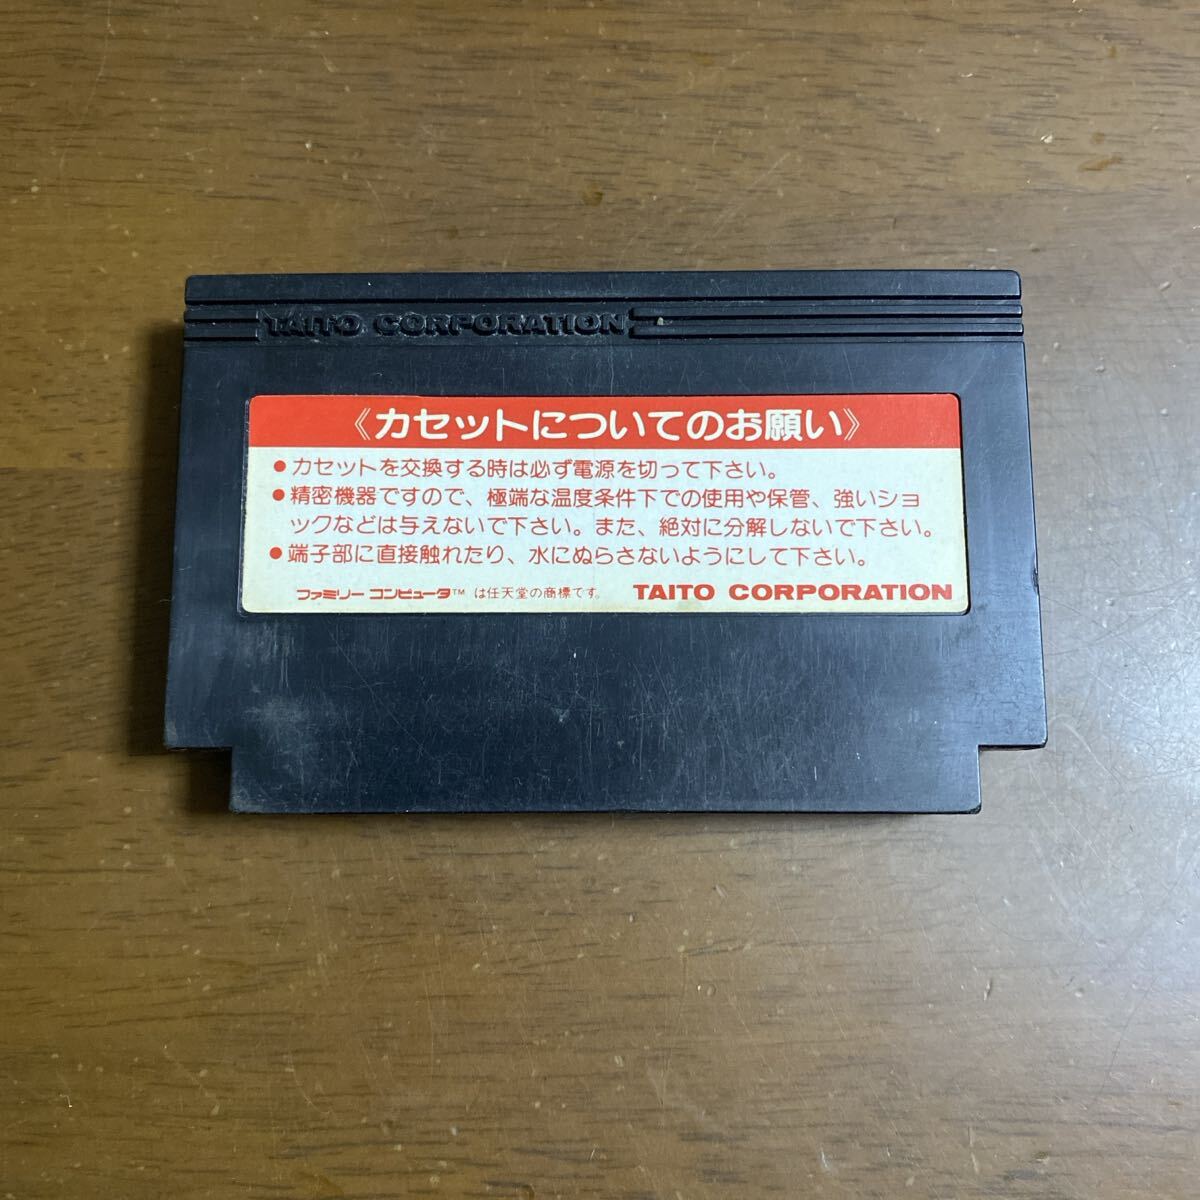 TAITO CORPORATION
《カセットについてのお願い》
●カセットを交換する時は必ず電源を切って下さい。
●精密機器ですので、極端な温度条件下での使用や保管、強いショ
ックなどは与えないで下さい。また、絶対に分解しないで下さい。
●端子部に直接触れたり、水にぬらさないようにして下さい。
ファミリーコンピュータ™は任天堂の商標です。 TAITO CORPORATION